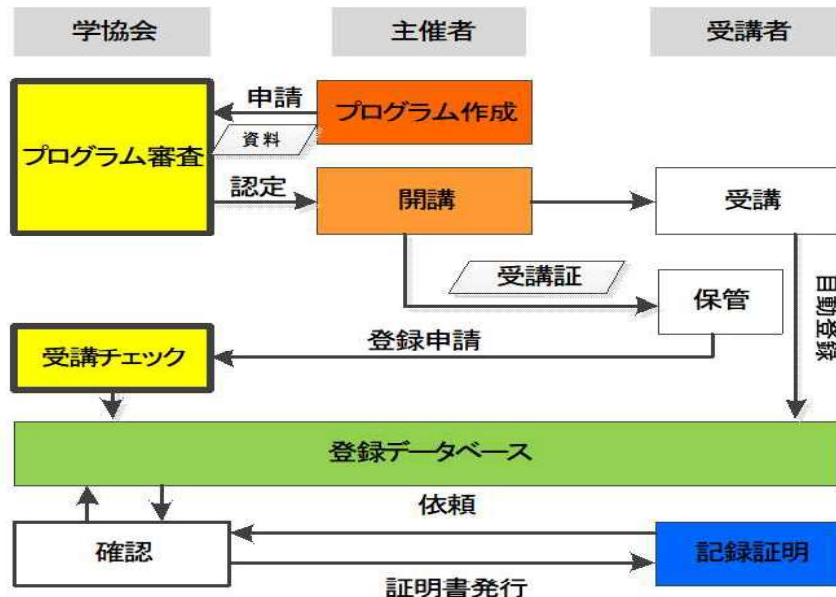 学協会
主催者
受講者
申請
プログラム作成
資料
プログラム審査
認定
開講
受講
受講証
保管
自動登録
登録申請
受講チェック
登録データベース
依頼
確認
記録証明
証明書発行